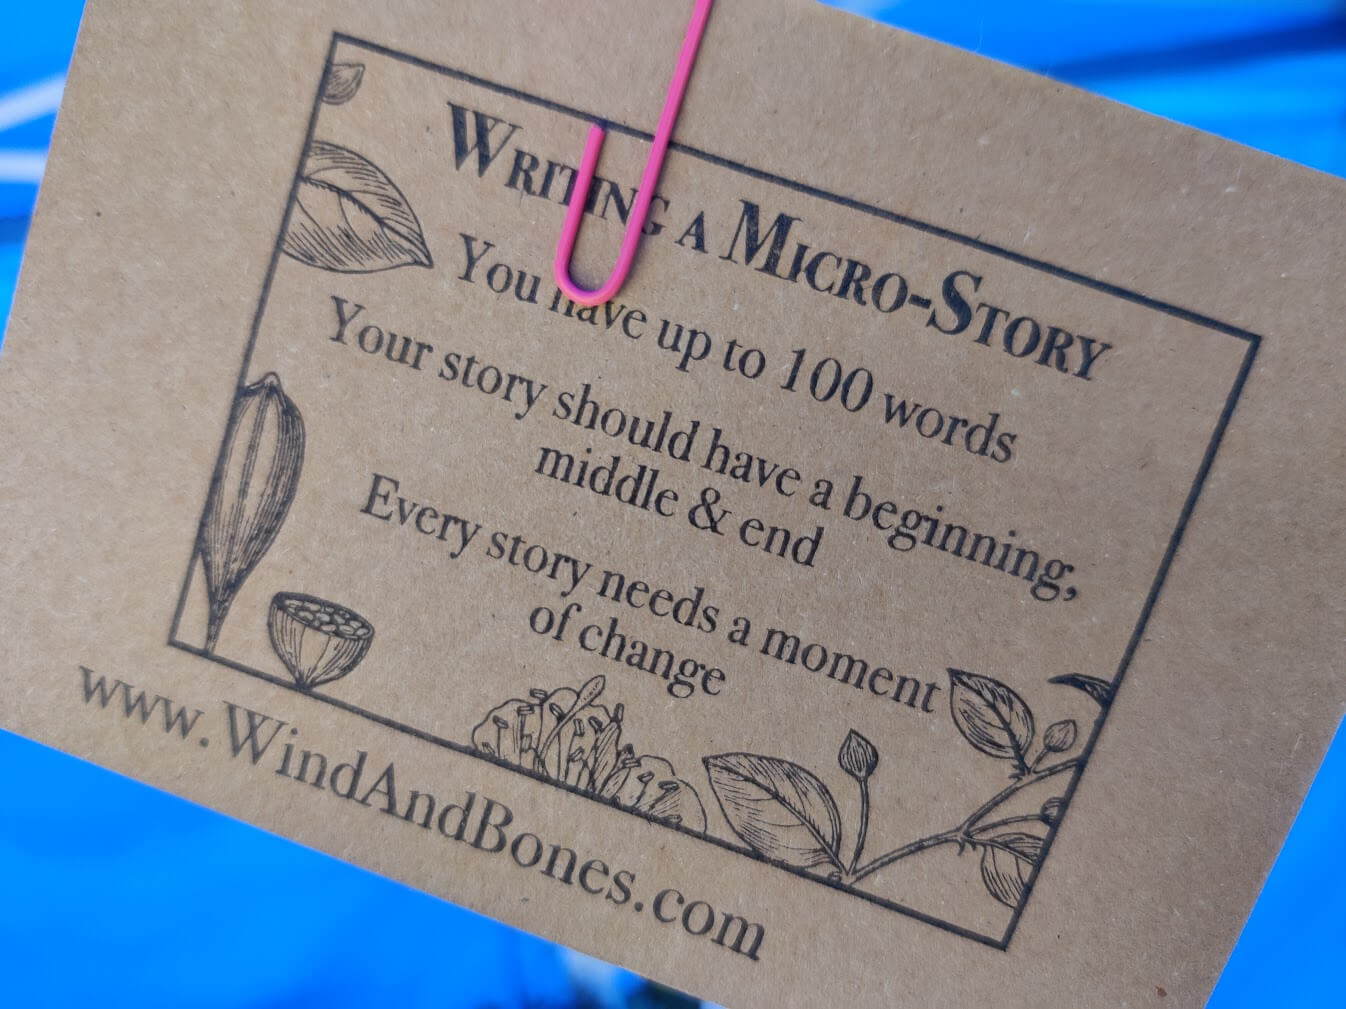 WRITING A MICRO-STORY
You have up to 100 words
Your story should have a beginning,
middle & end
Every story needs a moment
of change
www.WindAndBones.com